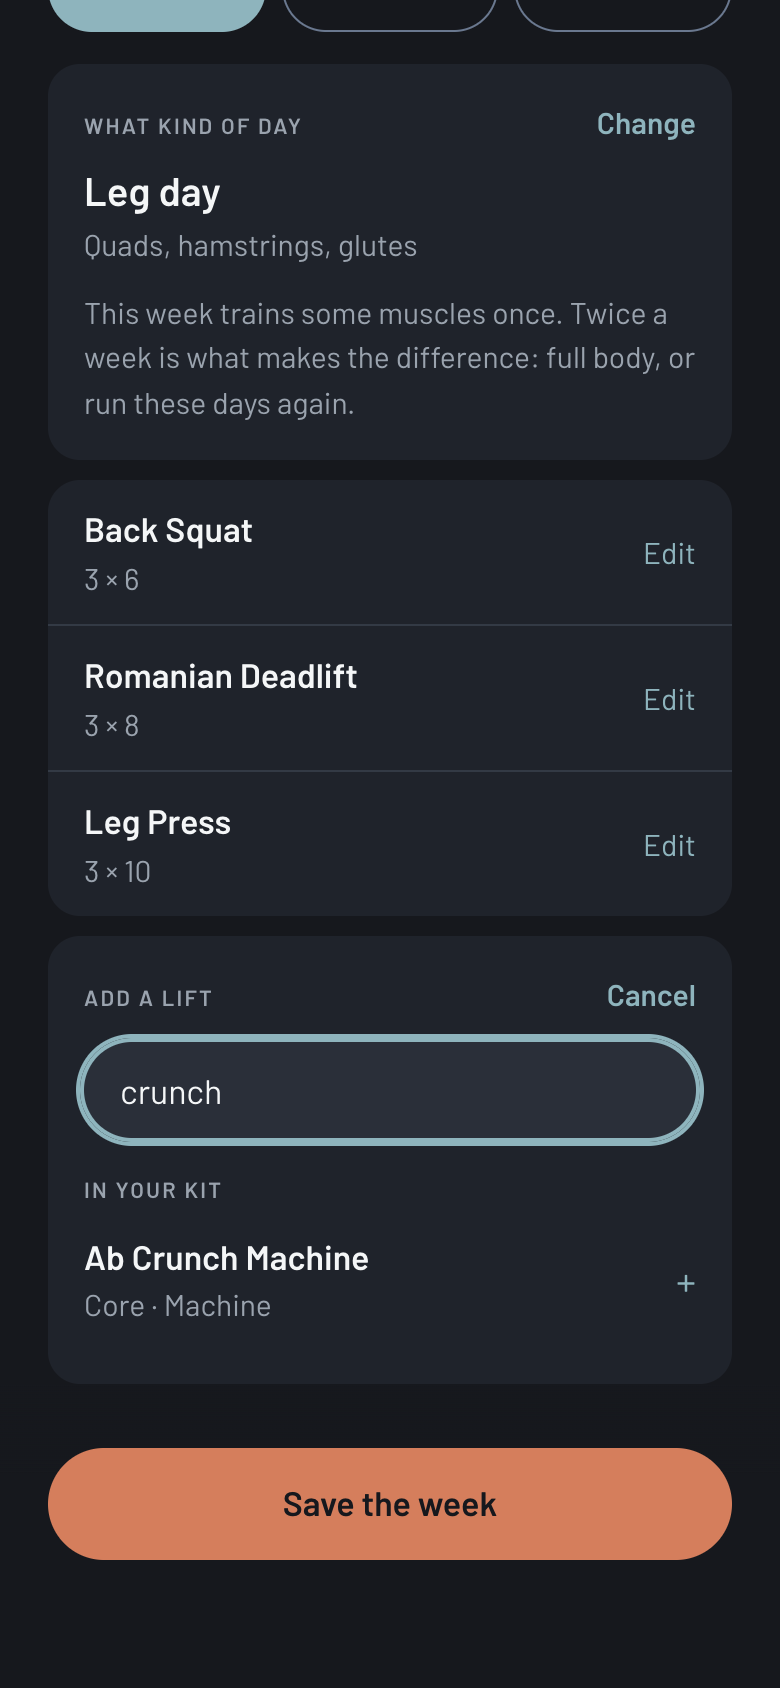 WHAT KIND OF DAY
Change
Leg day
Quads, hamstrings, glutes
This week trains some muscles once. Twice a
week is what makes the difference: full body, or
run these days again.
Back Squat
3 × 6
Edit
Romanian Deadlift
3 × 8
Edit
Leg Press
3 × 10
Edit
ADD A LIFT
Cancel
crunch
IN YOUR KIT
Ab Crunch Machine
Core · Machine
+
Save the week